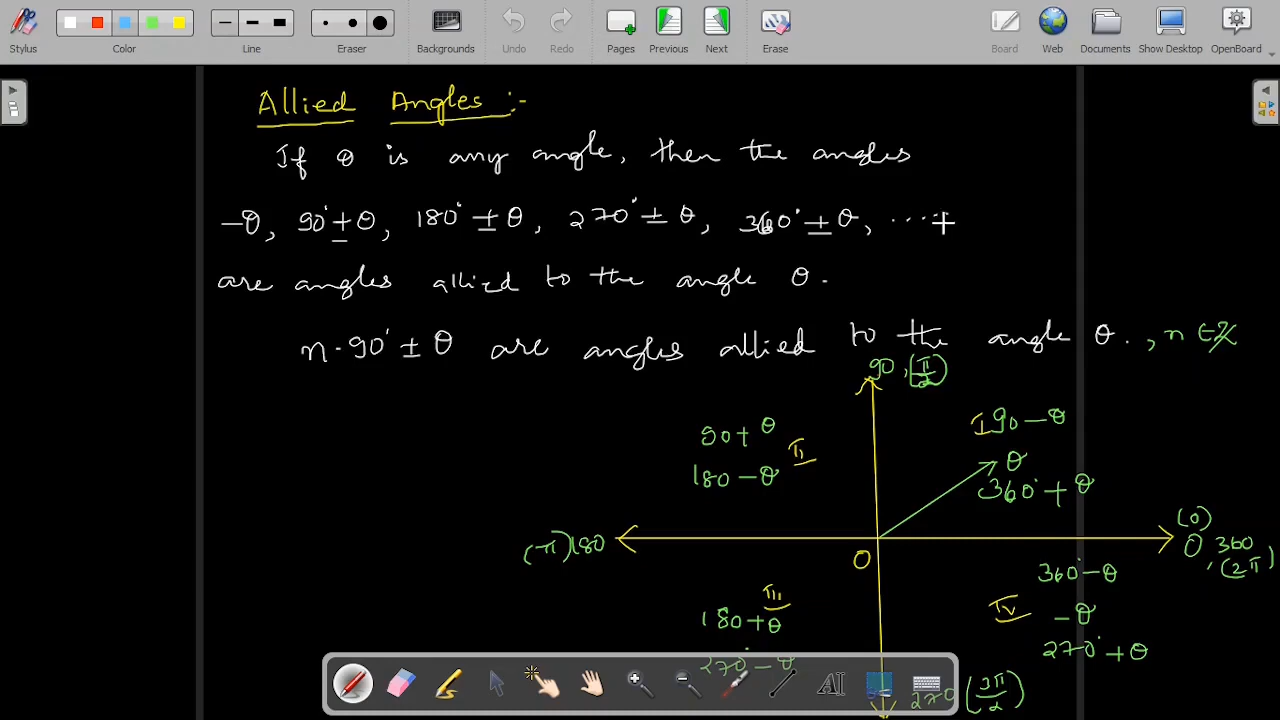 Stylus Color Line Eraser Backgrounds Undo Redo Pages Previous Next Erase Board Web Documents Show Desktop OpenBoard
Allied Angles :-
If θ is any angle, then the angles
-θ, 90° ± θ, 180° ± θ, 270° ± θ, 360° ± θ, ...
are angles allied to the angle θ.
n·90° ± θ are angles allied to the angle θ. , n ∈ Z
90, (π/2)
90 + θ
180 - θ
II
I
90 - θ
θ
360° + θ
(π) 180
O
(0)
0, 360
(2π)
III
180 + θ
270° - θ
IV
360° - θ
-θ
270° + θ
270 (3π/2)
AI